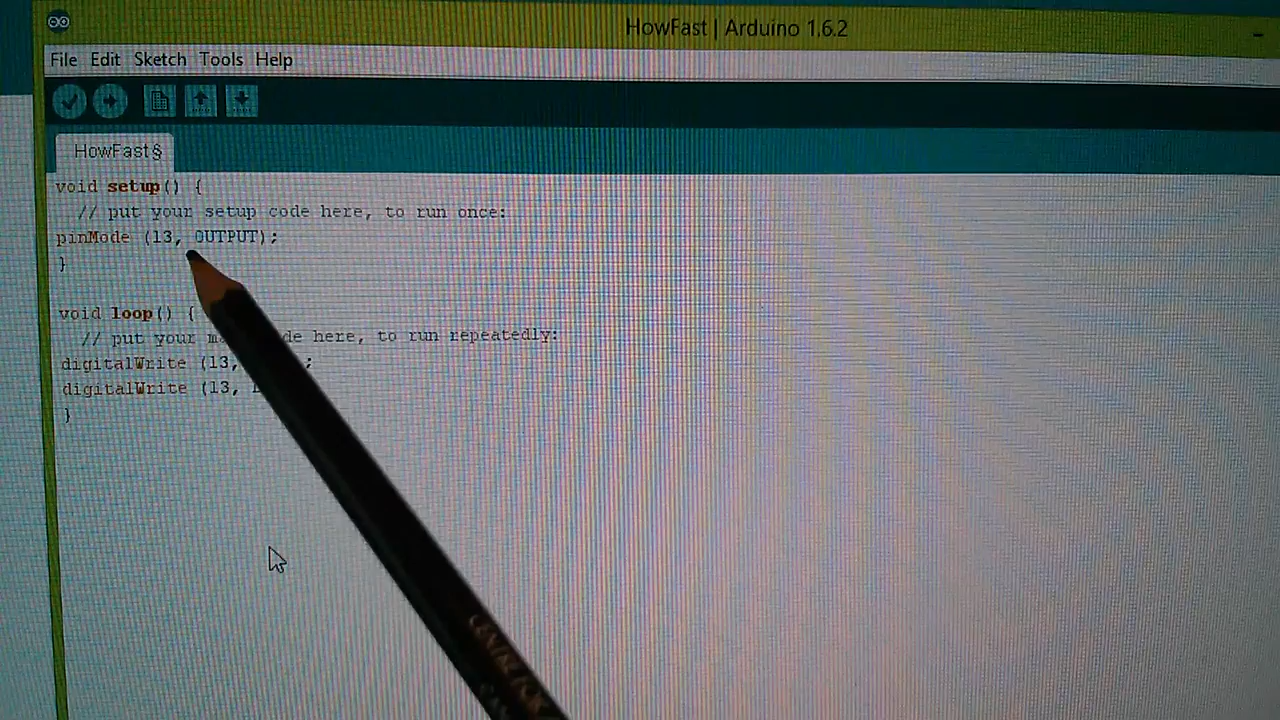 HowFast | Arduino 1.6.2
File Edit Sketch Tools Help
HowFast§
void setup() {
// put your setup code here, to run once:
pinMode (13, OUTPUT);
}
void loop() {
// put your code here, to run repeatedly:
digitalWrite (13, ;
digitalWrite (13,
}